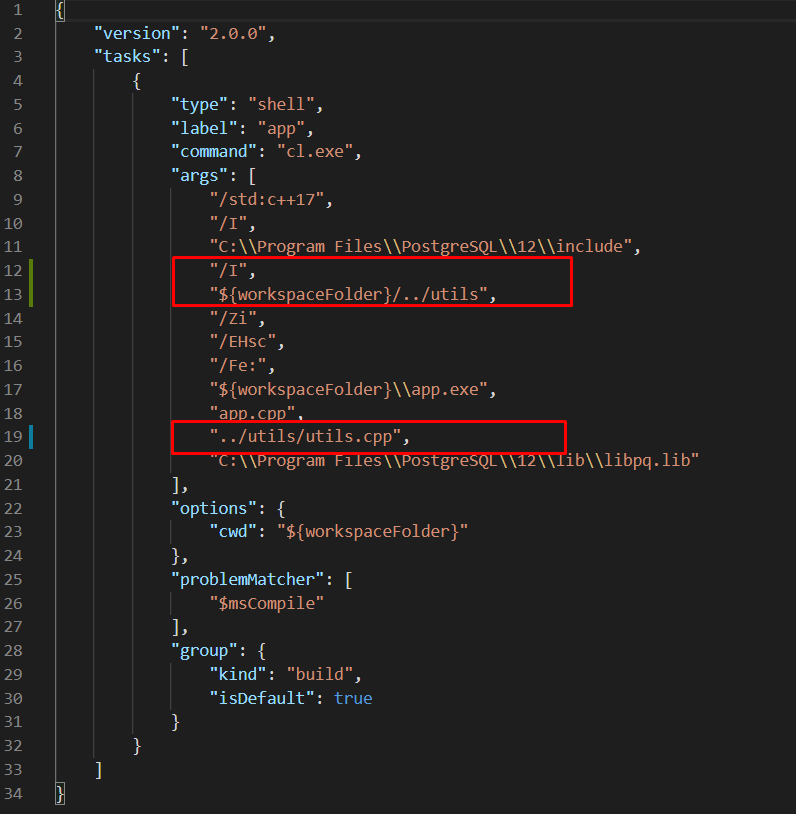 1 {
2     "version": "2.0.0",
3     "tasks": [
4         {
5             "type": "shell",
6             "label": "app",
7             "command": "cl.exe",
8             "args": [
9                 "/std:c++17",
10                 "/I",
11                 "C:\\Program Files\\PostgreSQL\\12\\include",
12                 "/I",
13                 "${workspaceFolder}/../utils",
14                 "/Zi",
15                 "/EHsc",
16                 "/Fe:",
17                 "${workspaceFolder}\\app.exe",
18                 "app.cpp",
19                 "../utils/utils.cpp",
20                 "C:\\Program Files\\PostgreSQL\\12\\lib\\libpq.lib"
21             ],
22             "options": {
23                 "cwd": "${workspaceFolder}"
24             },
25             "problemMatcher": [
26                 "$msCompile"
27             ],
28             "group": {
29                 "kind": "build",
30                 "isDefault": true
31             }
32         }
33     ]
34 }